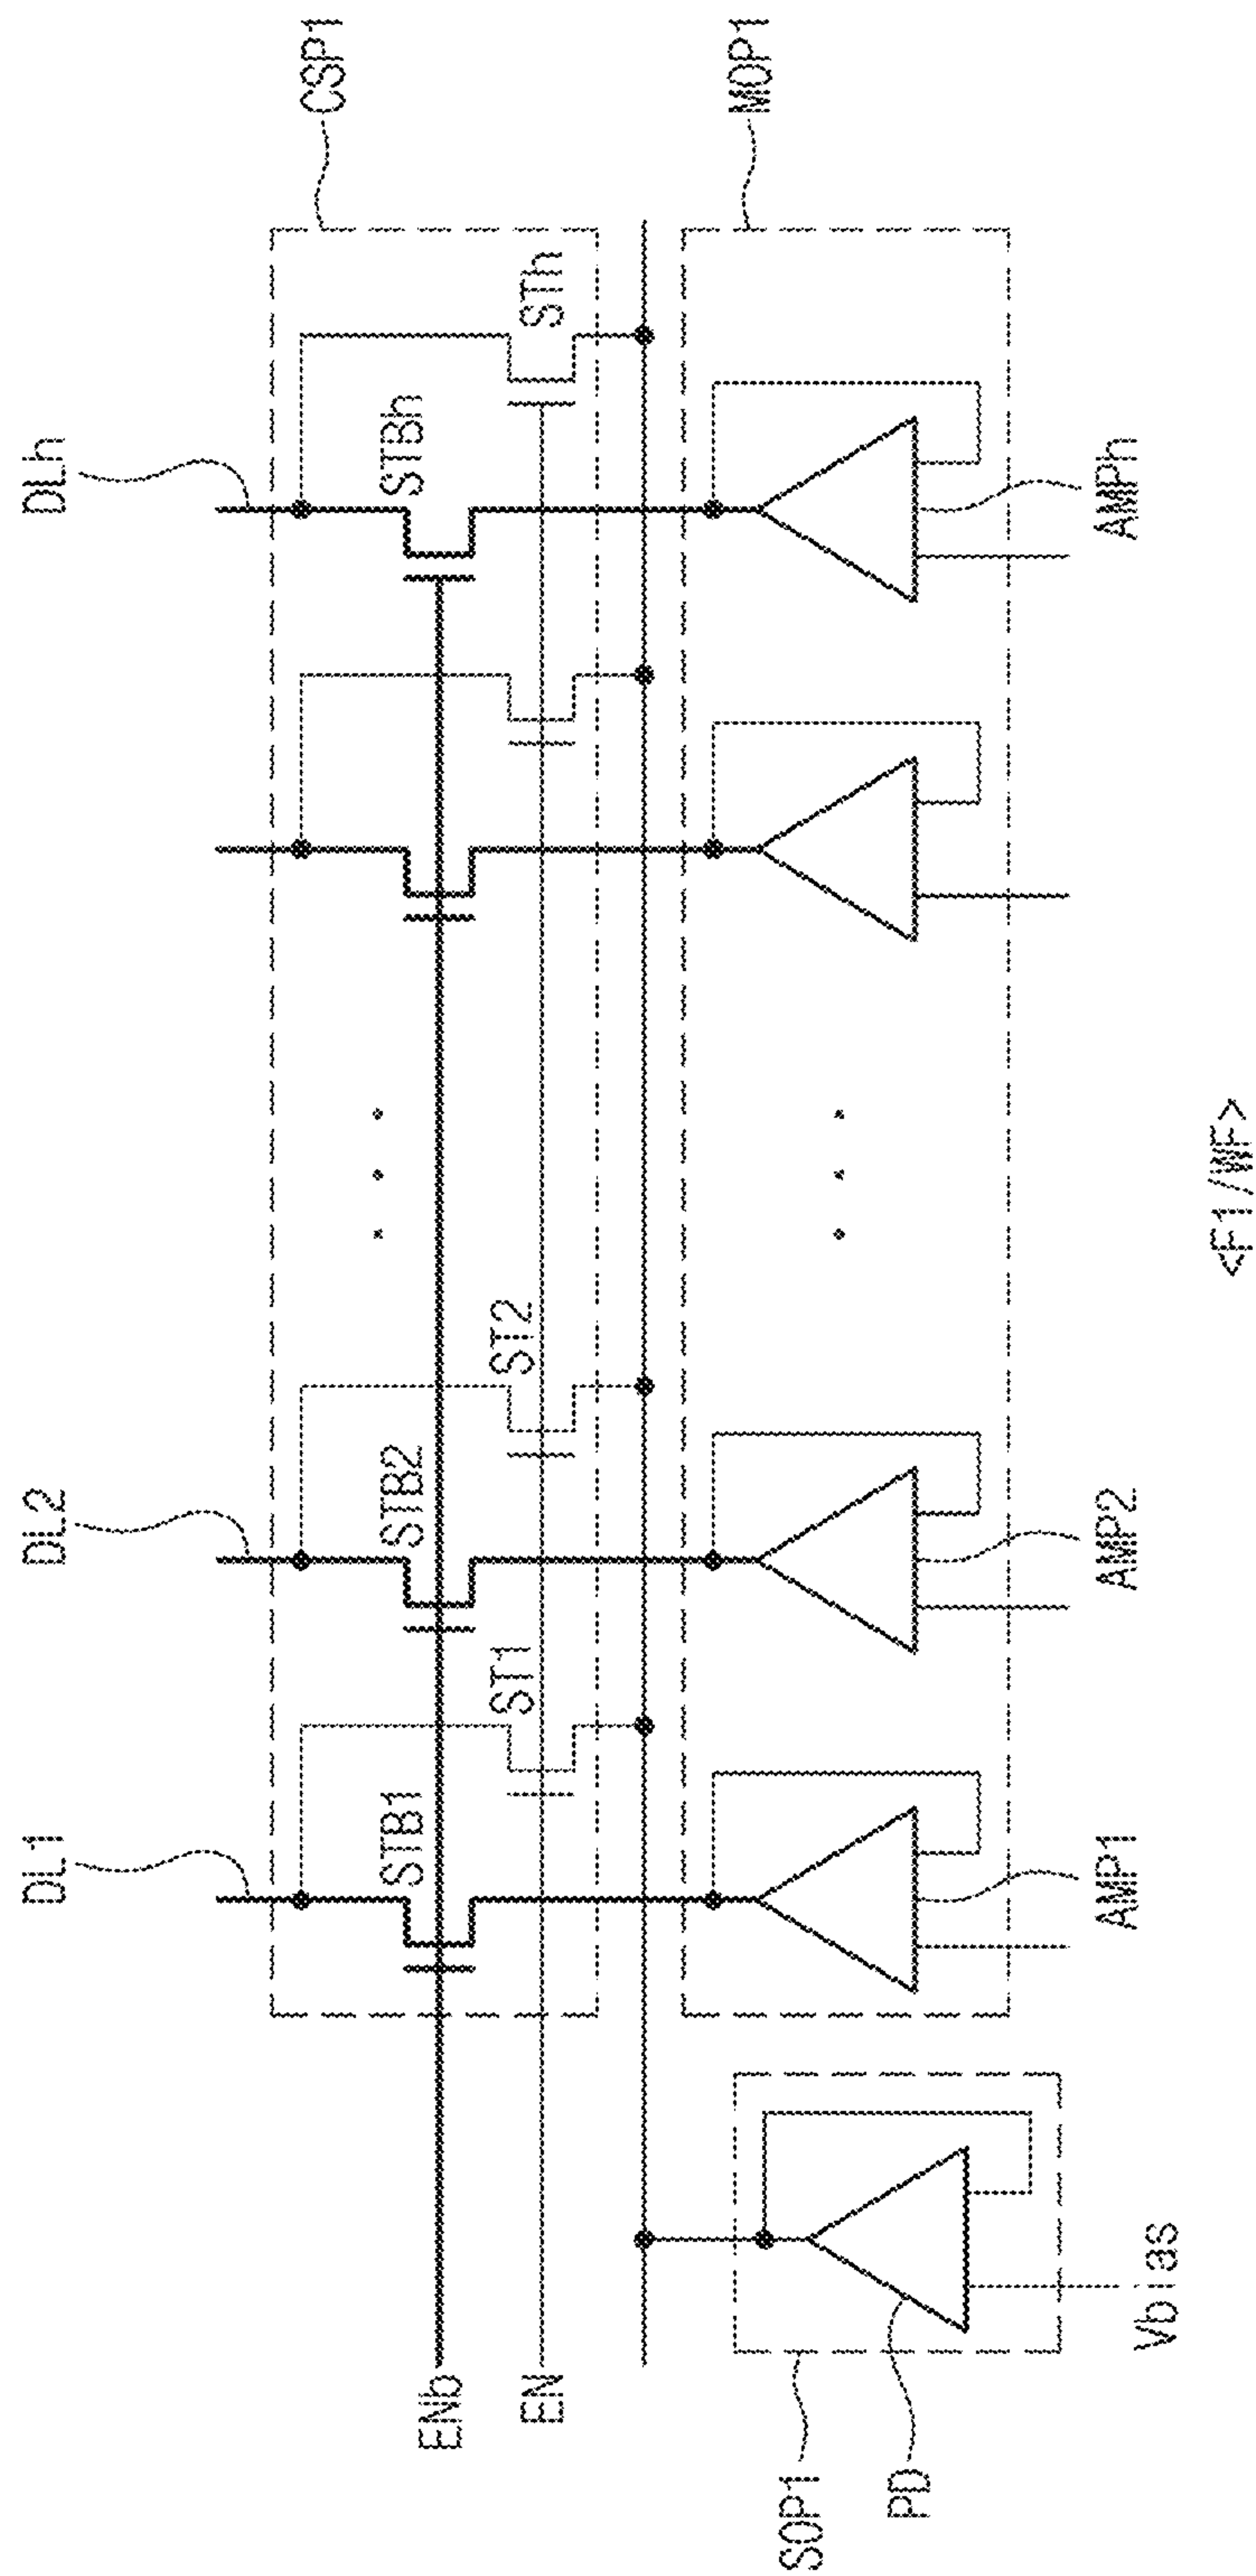 DL1
DL2
DLh
CSP1
STB1
STB2
STBh
ENb
ST1
ST2
STh
EN
MOP1
SOP1
PD
AMP1
AMP2
AMPh
Vbias
<F1/WF>